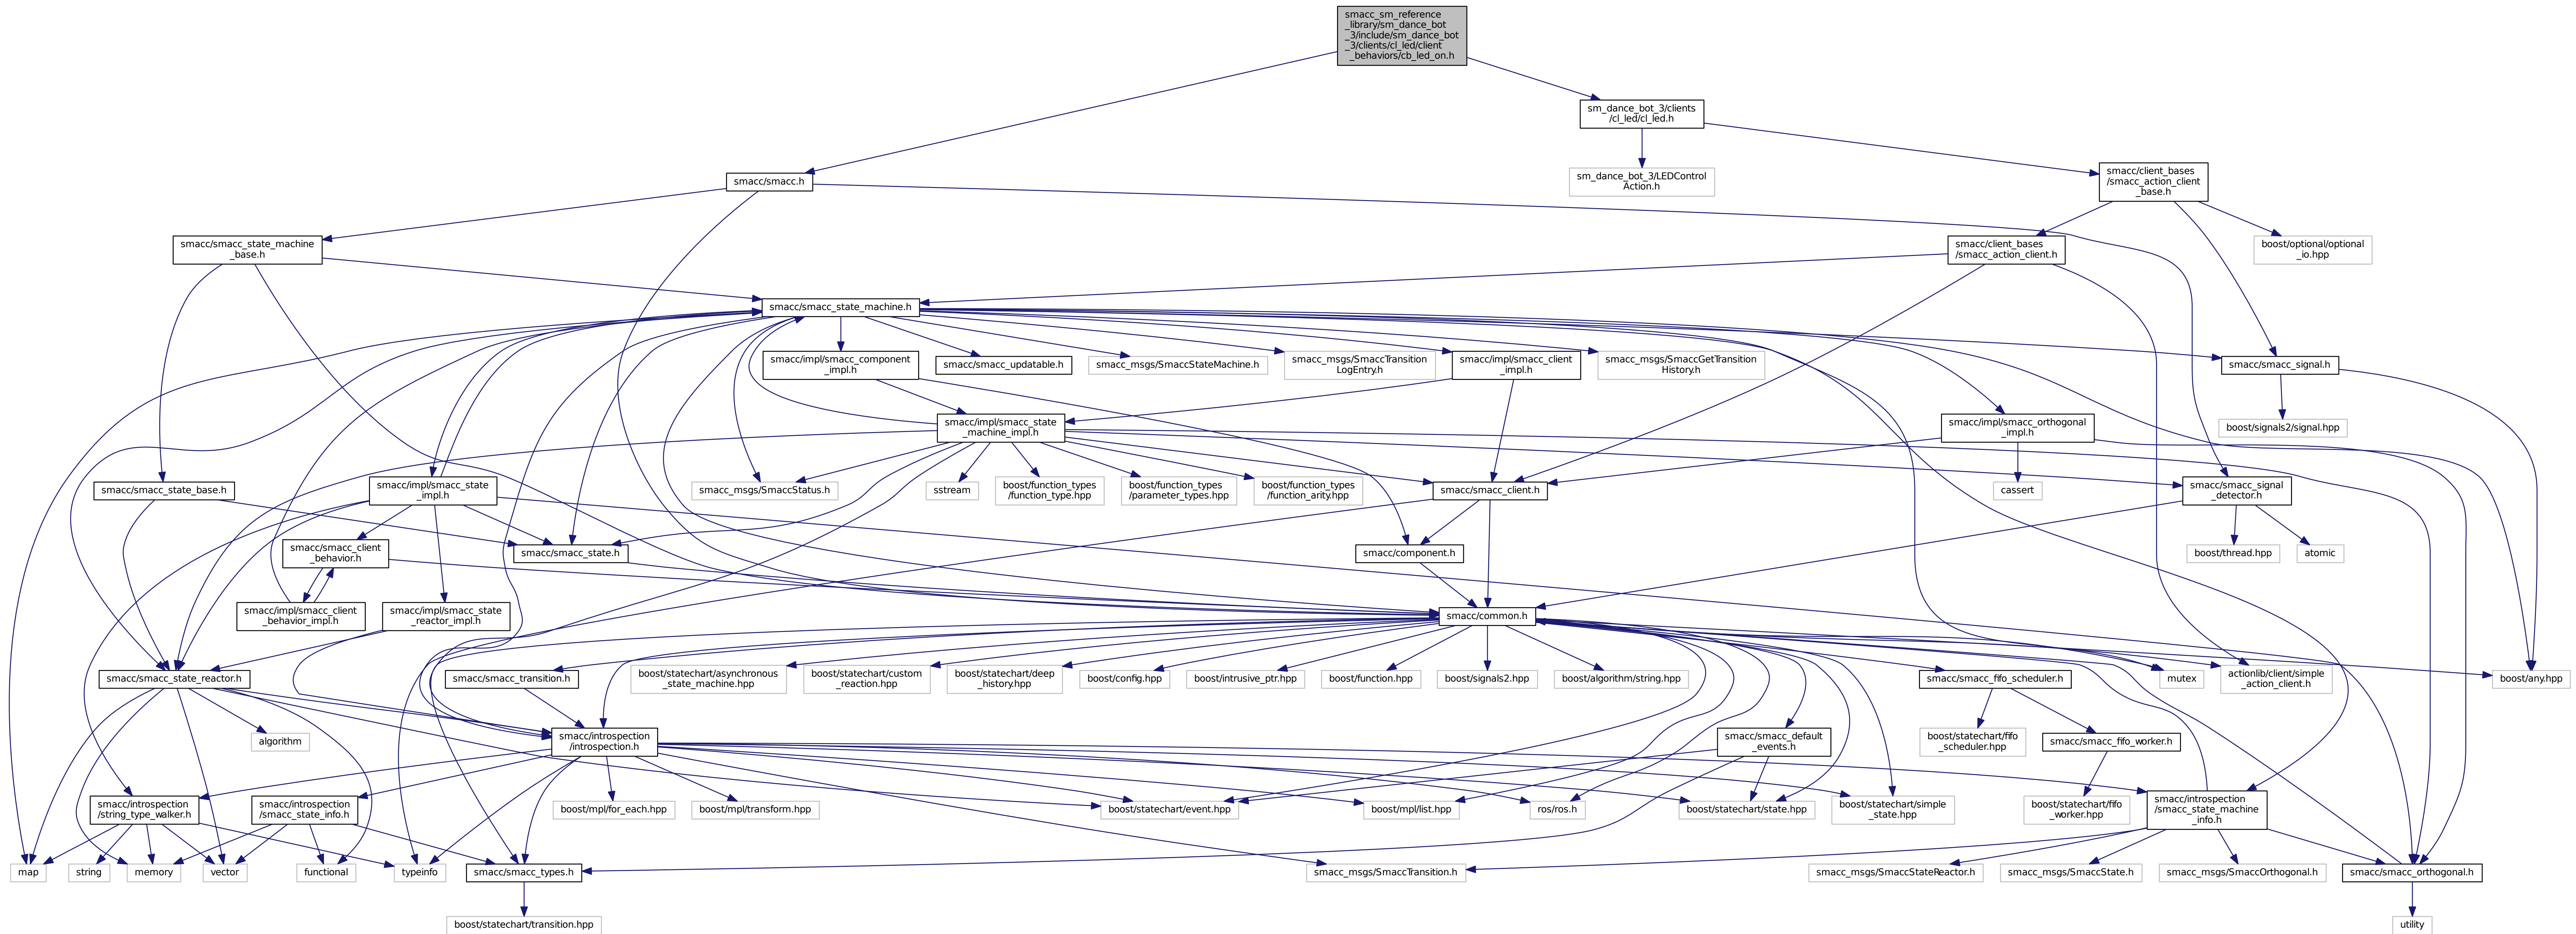 smacc_sm_reference
_library/sm_dance_bot
_3/include/sm_dance_bot
_3/clients/cl_led/client
_behaviors/cb_led_on.h
sm_dance_bot_3/clients
/cl_led/cl_led.h
smacc/smacc.h
sm_dance_bot_3/LEDControl
Action.h
smacc/client_bases
/smacc_action_client
_base.h
smacc/smacc_state_machine
_base.h
smacc/client_bases
/smacc_action_client.h
boost/optional/optional
_io.hpp
smacc/smacc_state_machine.h
smacc/impl/smacc_component
_impl.h
smacc/smacc_updatable.h
smacc_msgs/SmaccStateMachine.h
smacc_msgs/SmaccTransition
LogEntry.h
smacc/impl/smacc_client
_impl.h
smacc_msgs/SmaccGetTransition
History.h
smacc/smacc_signal.h
smacc/impl/smacc_state
_machine_impl.h
smacc/impl/smacc_orthogonal
_impl.h
boost/signals2/signal.hpp
smacc/smacc_state_base.h
smacc/impl/smacc_state
_impl.h
smacc_msgs/SmaccStatus.h
sstream
boost/function_types
/function_type.hpp
boost/function_types
/parameter_types.hpp
boost/function_types
/function_arity.hpp
smacc/smacc_client.h
cassert
smacc/smacc_signal
_detector.h
smacc/smacc_client
_behavior.h
smacc/smacc_state.h
smacc/component.h
boost/thread.hpp
atomic
smacc/impl/smacc_client
_behavior_impl.h
smacc/impl/smacc_state
_reactor_impl.h
smacc/common.h
smacc/smacc_state_reactor.h
smacc/smacc_transition.h
boost/statechart/asynchronous
_state_machine.hpp
boost/statechart/custom
_reaction.hpp
boost/statechart/deep
_history.hpp
boost/config.hpp
boost/intrusive_ptr.hpp
boost/function.hpp
boost/signals2.hpp
boost/algorithm/string.hpp
smacc/smacc_fifo_scheduler.h
mutex
actionlib/client/simple
_action_client.h
boost/any.hpp
algorithm
smacc/introspection
/introspection.h
smacc/smacc_default
_events.h
boost/statechart/fifo
_scheduler.hpp
smacc/smacc_fifo_worker.h
smacc/introspection
/string_type_walker.h
smacc/introspection
/smacc_state_info.h
boost/mpl/for_each.hpp
boost/mpl/transform.hpp
boost/statechart/event.hpp
boost/mpl/list.hpp
ros/ros.h
boost/statechart/state.hpp
boost/statechart/simple
_state.hpp
boost/statechart/fifo
_worker.hpp
smacc/introspection
/smacc_state_machine
_info.h
map
string
memory
vector
functional
typeinfo
smacc/smacc_types.h
smacc_msgs/SmaccTransition.h
smacc_msgs/SmaccStateReactor.h
smacc_msgs/SmaccState.h
smacc_msgs/SmaccOrthogonal.h
smacc/smacc_orthogonal.h
boost/statechart/transition.hpp
utility